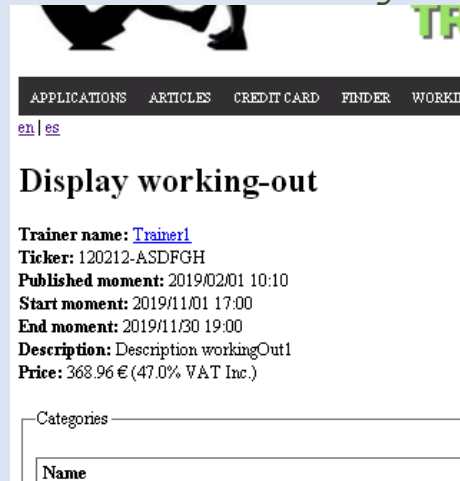 TR
APPLICATIONS ARTICLES CREDIT CARD FINDER
en | es
Display working-out
Trainer name: Trainer1
Ticker: 120212-ASDFGH
Published moment: 2019/02/01 10:10
Start moment: 2019/11/01 17:00
End moment: 2019/11/30 19:00
Description: Description workingOut1
Price: 368.96 € (47.0% VAT Inc.)
Categories
Name